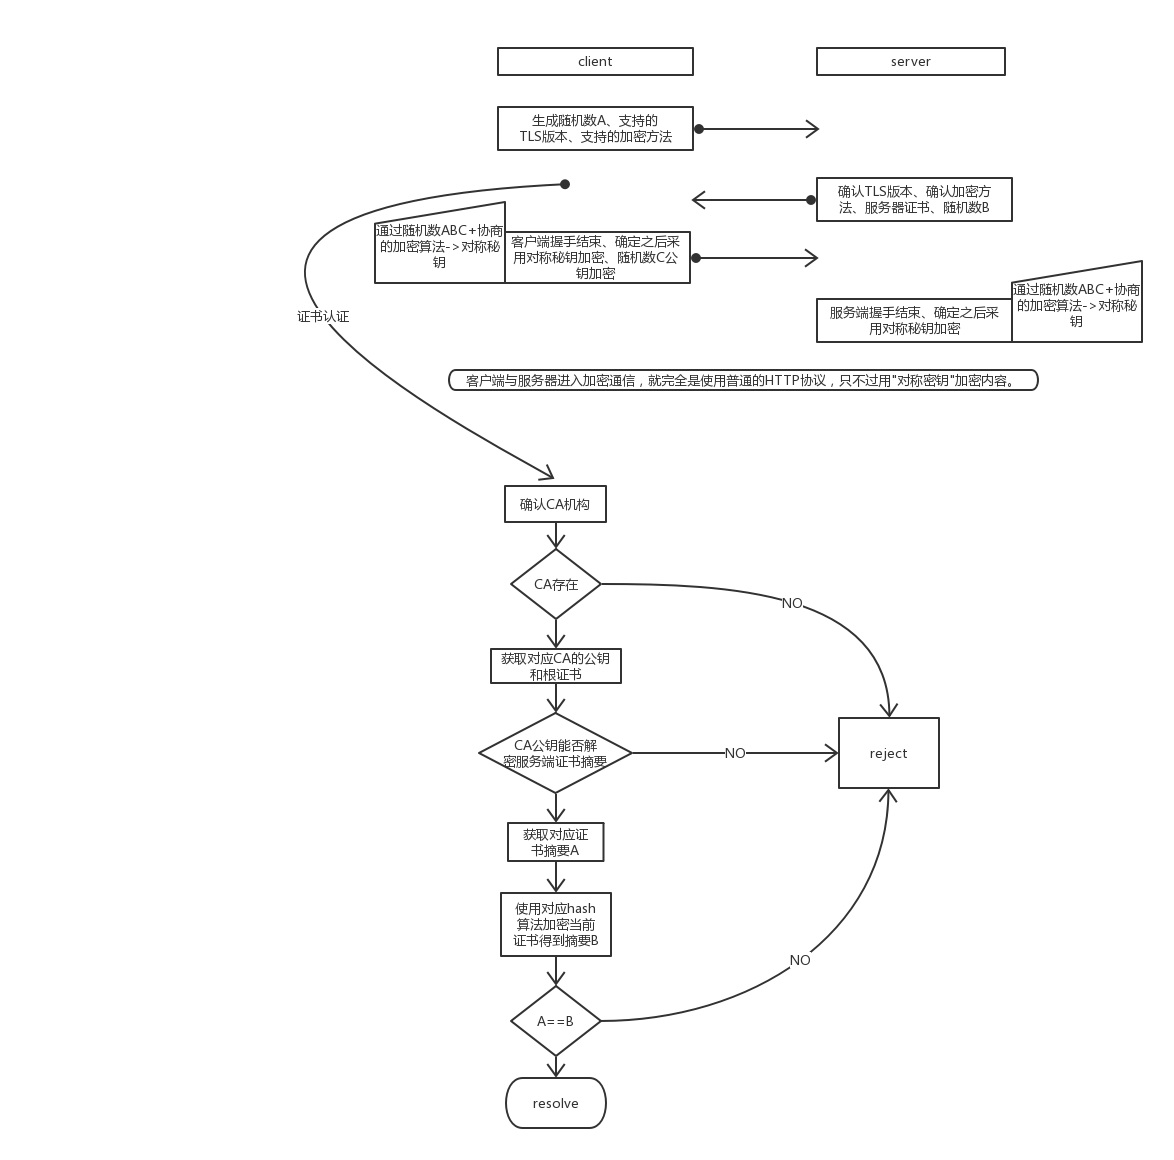 client
server
生成随机数A、支持的
TLS版本、支持的加密方法
确认TLS版本、确认加密方
法、服务器证书、随机数B
通过随机数ABC+协商
的加密算法->对称秘
钥
客户端握手结束、确定之后采
用对称秘钥加密、随机数C公
钥加密
通过随机数ABC+协商
的加密算法->对称秘
钥
服务端握手结束、确定之后采
用对称秘钥加密
证书认证
客户端与服务器进入加密通信，就完全是使用普通的HTTP协议，只不过用"对称密钥"加密内容。
确认CA机构
CA存在
NO
获取对应CA的公钥
和根证书
CA公钥能否解
密服务端证书摘要
NO
reject
获取对应证
书摘要A
使用对应hash
算法加密当前
证书得到摘要B
NO
A==B
resolve